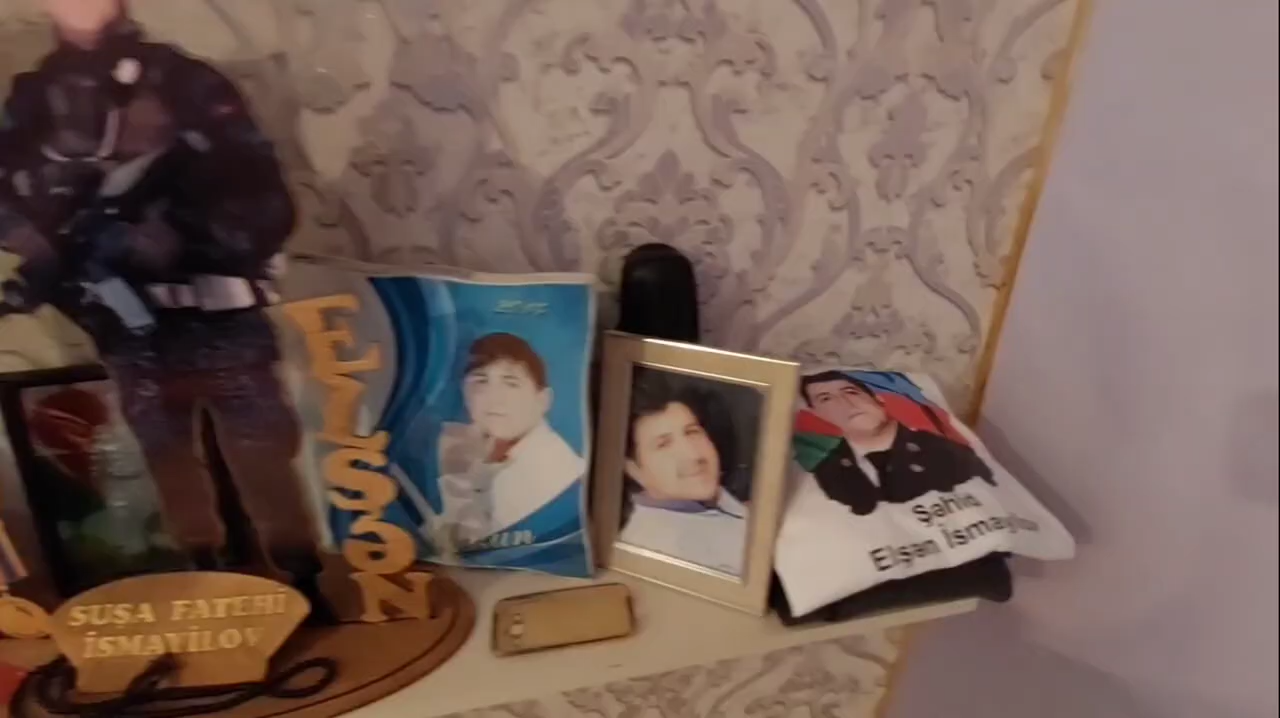 ELŞƏN
ŞUŞA FATEHİ
İSMAYILOV
Şəhid
Elşən İsmayılov